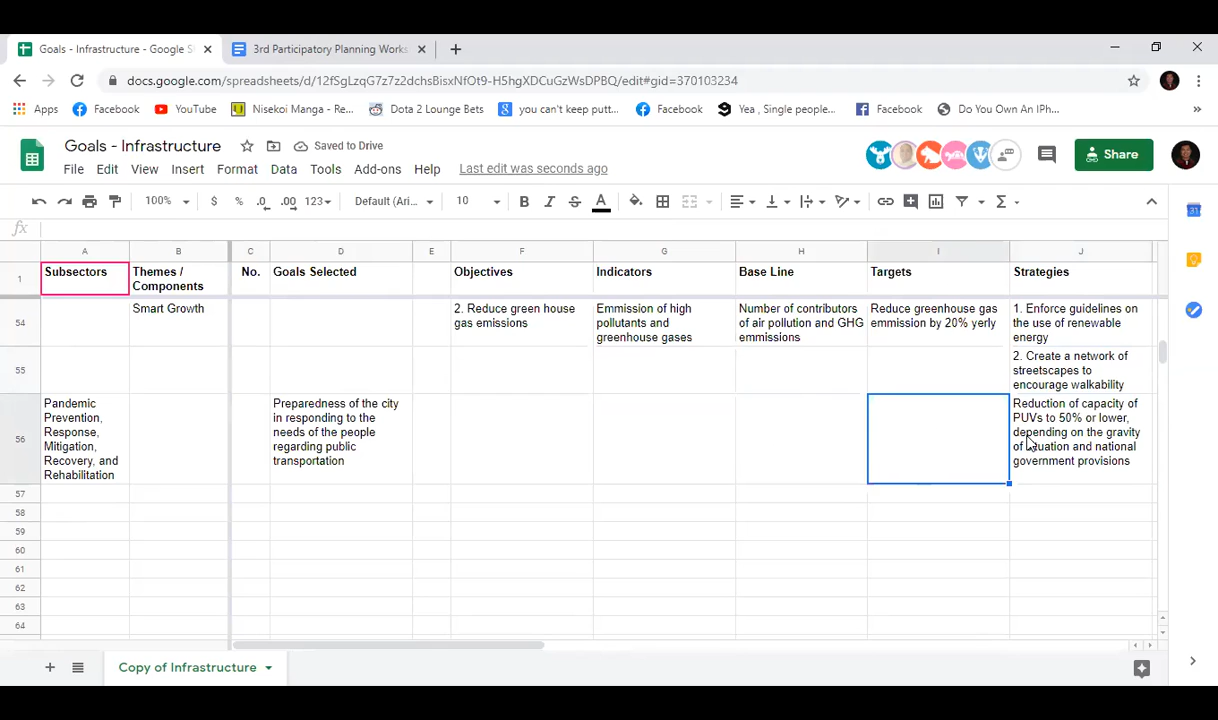 Goals - Infrastructure - Google S
3rd Participatory Planning Works
docs.google.com/spreadsheets/d/12fSgLzqG7z7z2dchsBisxNfOt9-H5hgXDCuGzWsDPBQ/edit#gid=370103234
Apps Facebook YouTube Nisekoi Manga - Re... Dota 2 Lounge Bets you can't keep putt... Facebook Yea , Single people... Facebook Do You Own An IPh... »
Goals - Infrastructure Saved to Drive
Share
File Edit View Insert Format Data Tools Add-ons Help Last edit was seconds ago
100% $ % .0 .00 123 Default (Ari... 10 B I S A
fx
A B C D E F G H I J
1 Subsectors Themes / Components No. Goals Selected Objectives Indicators Base Line Targets Strategies
54
Smart Growth
2. Reduce green house
gas emissions
Emmission of high
pollutants and
greenhouse gases
Number of contributors
of air pollution and GHG
emmissions
Reduce greenhouse gas
emmission by 20% yerly
1. Enforce guidelines on
the use of renewable
energy
55
2. Create a network of
streetscapes to
encourage walkability
56
Pandemic
Prevention,
Response,
Mitigation,
Recovery, and
Rehabilitation
Preparedness of the city
in responding to the
needs of the people
regarding public
transportation
Reduction of capacity of
PUVs to 50% or lower,
depending on the gravity
of and national
government provisions
57
58
59
60
61
62
63
64
Copy of Infrastructure
31